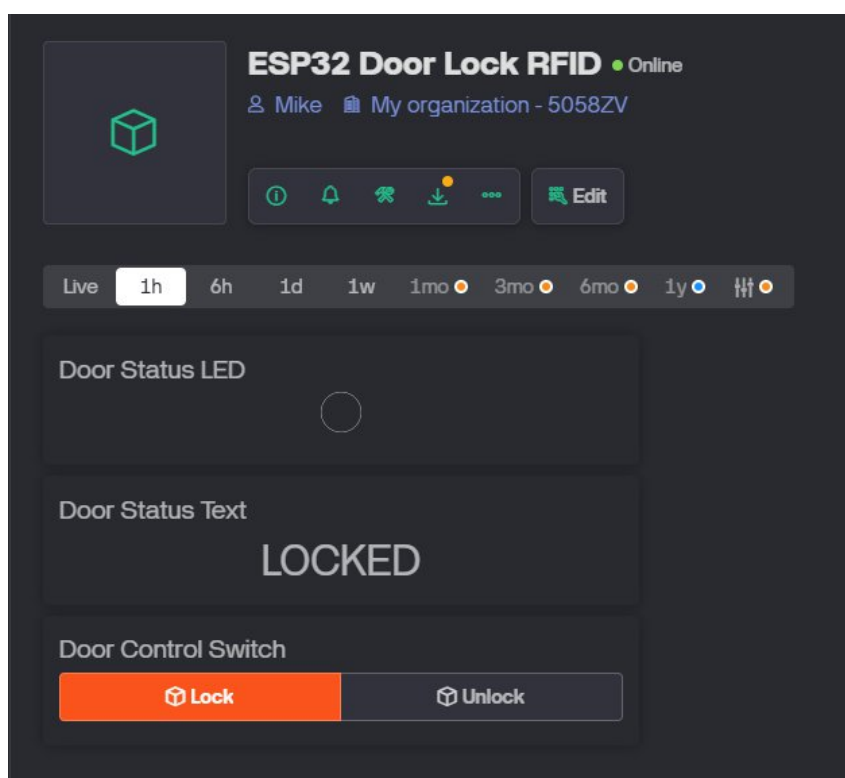 ESP32 Door Lock RFID Online
Mike My organization - 5058ZV
Edit
Live 1h 6h 1d 1w 1mo 3mo 6mo 1y
Door Status LED
Door Status Text
LOCKED
Door Control Switch
Lock Unlock